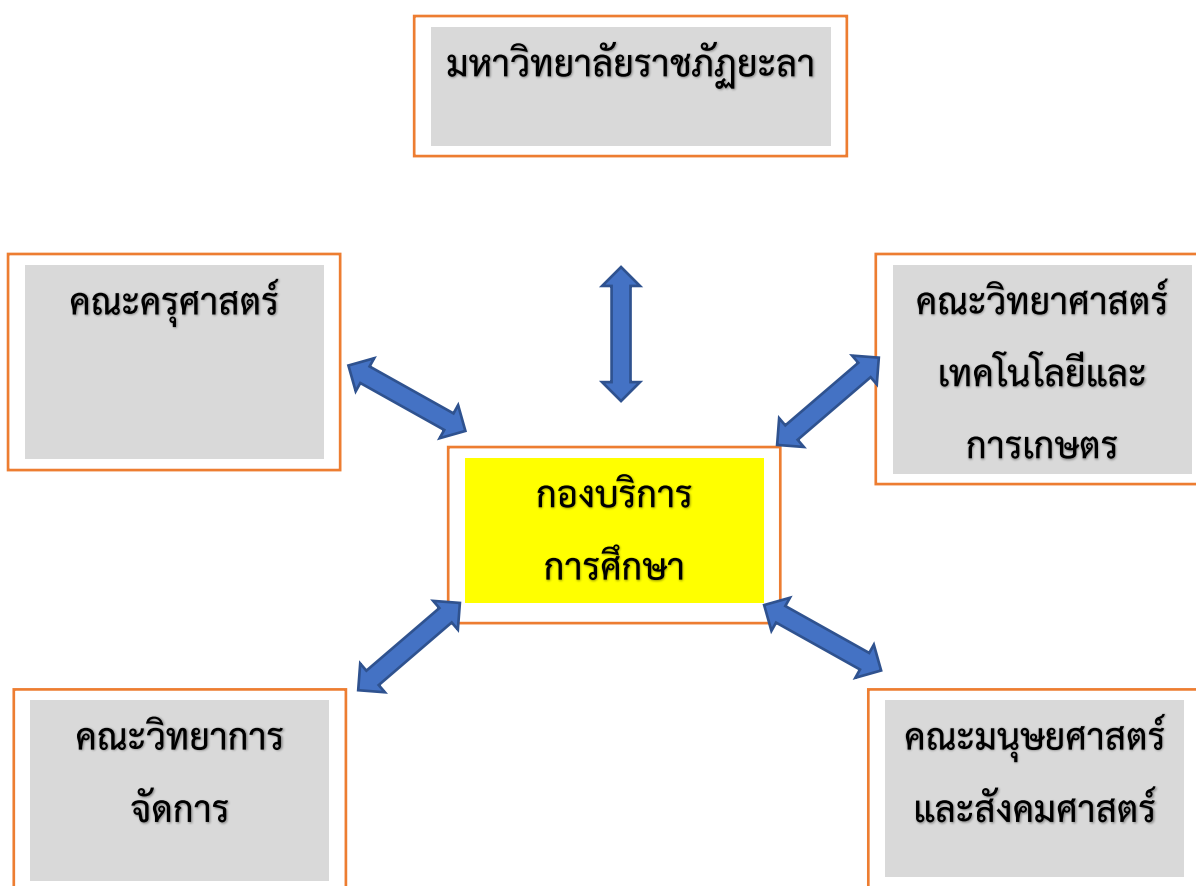 มหาวิทยาลัยราชภัฏยะลา
คณะครุศาสตร์
คณะวิทยาศาสตร์
เทคโนโลยีและ
การเกษตร
กองบริการ
การศึกษา
คณะวิทยาการ
จัดการ
คณะมนุษยศาสตร์
และสังคมศาสตร์